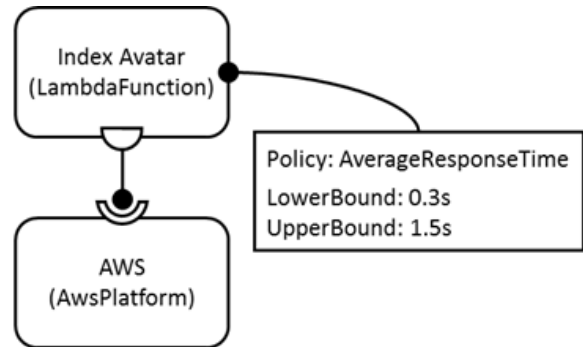 Index Avatar
(LambdaFunction)
Policy: AverageResponseTime
LowerBound: 0.3s
UpperBound: 1.5s
AWS
(AwsPlatform)